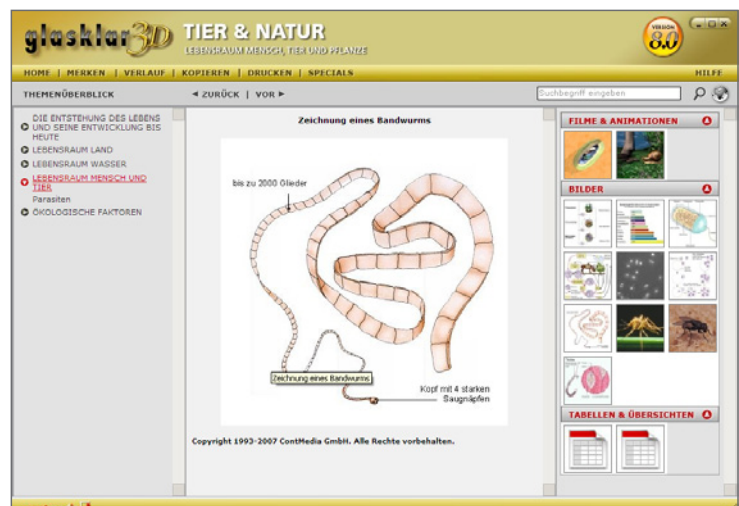 glasklar3D
TIER & NATUR
LEBENSRAUM MENSCH, TIER UND PFLANZE
VERSION
8.0
HOME | MERKEN | VERLAUF | KOPIEREN | DRUCKEN | SPECIALS
HILFE
THEMENÜBERBLICK
◄ ZURÜCK | VOR ►
Suchbegriff eingeben
DIE ENTSTEHUNG DES LEBENS
UND SEINE ENTWICKLUNG BIS
HEUTE
LEBENSRAUM LAND
LEBENSRAUM WASSER
LEBENSRAUM MENSCH UND
TIER
Parasiten
ÖKOLOGISCHE FAKTOREN
Zeichnung eines Bandwurms
bis zu 2000 Glieder
Zeichnung eines Bandwurms
Kopf mit 4 starken
Saugnäpfen
Copyright 1993-2007 ContMedia GmbH. Alle Rechte vorbehalten.
FILME & ANIMATIONEN
BILDER
TABELLEN & ÜBERSICHTEN